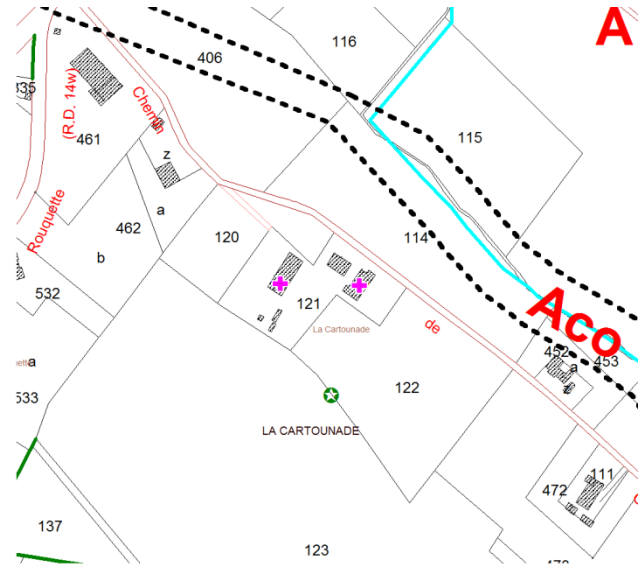 A
116
406
335
(R.D. 14w)
Chemin
115
461
z
a
462
120
114
Rouquette
b
532
121
La Cartounade
de
Aco
452
453
a
a
533
122
LA CARTOUNADE
111
472
137
123